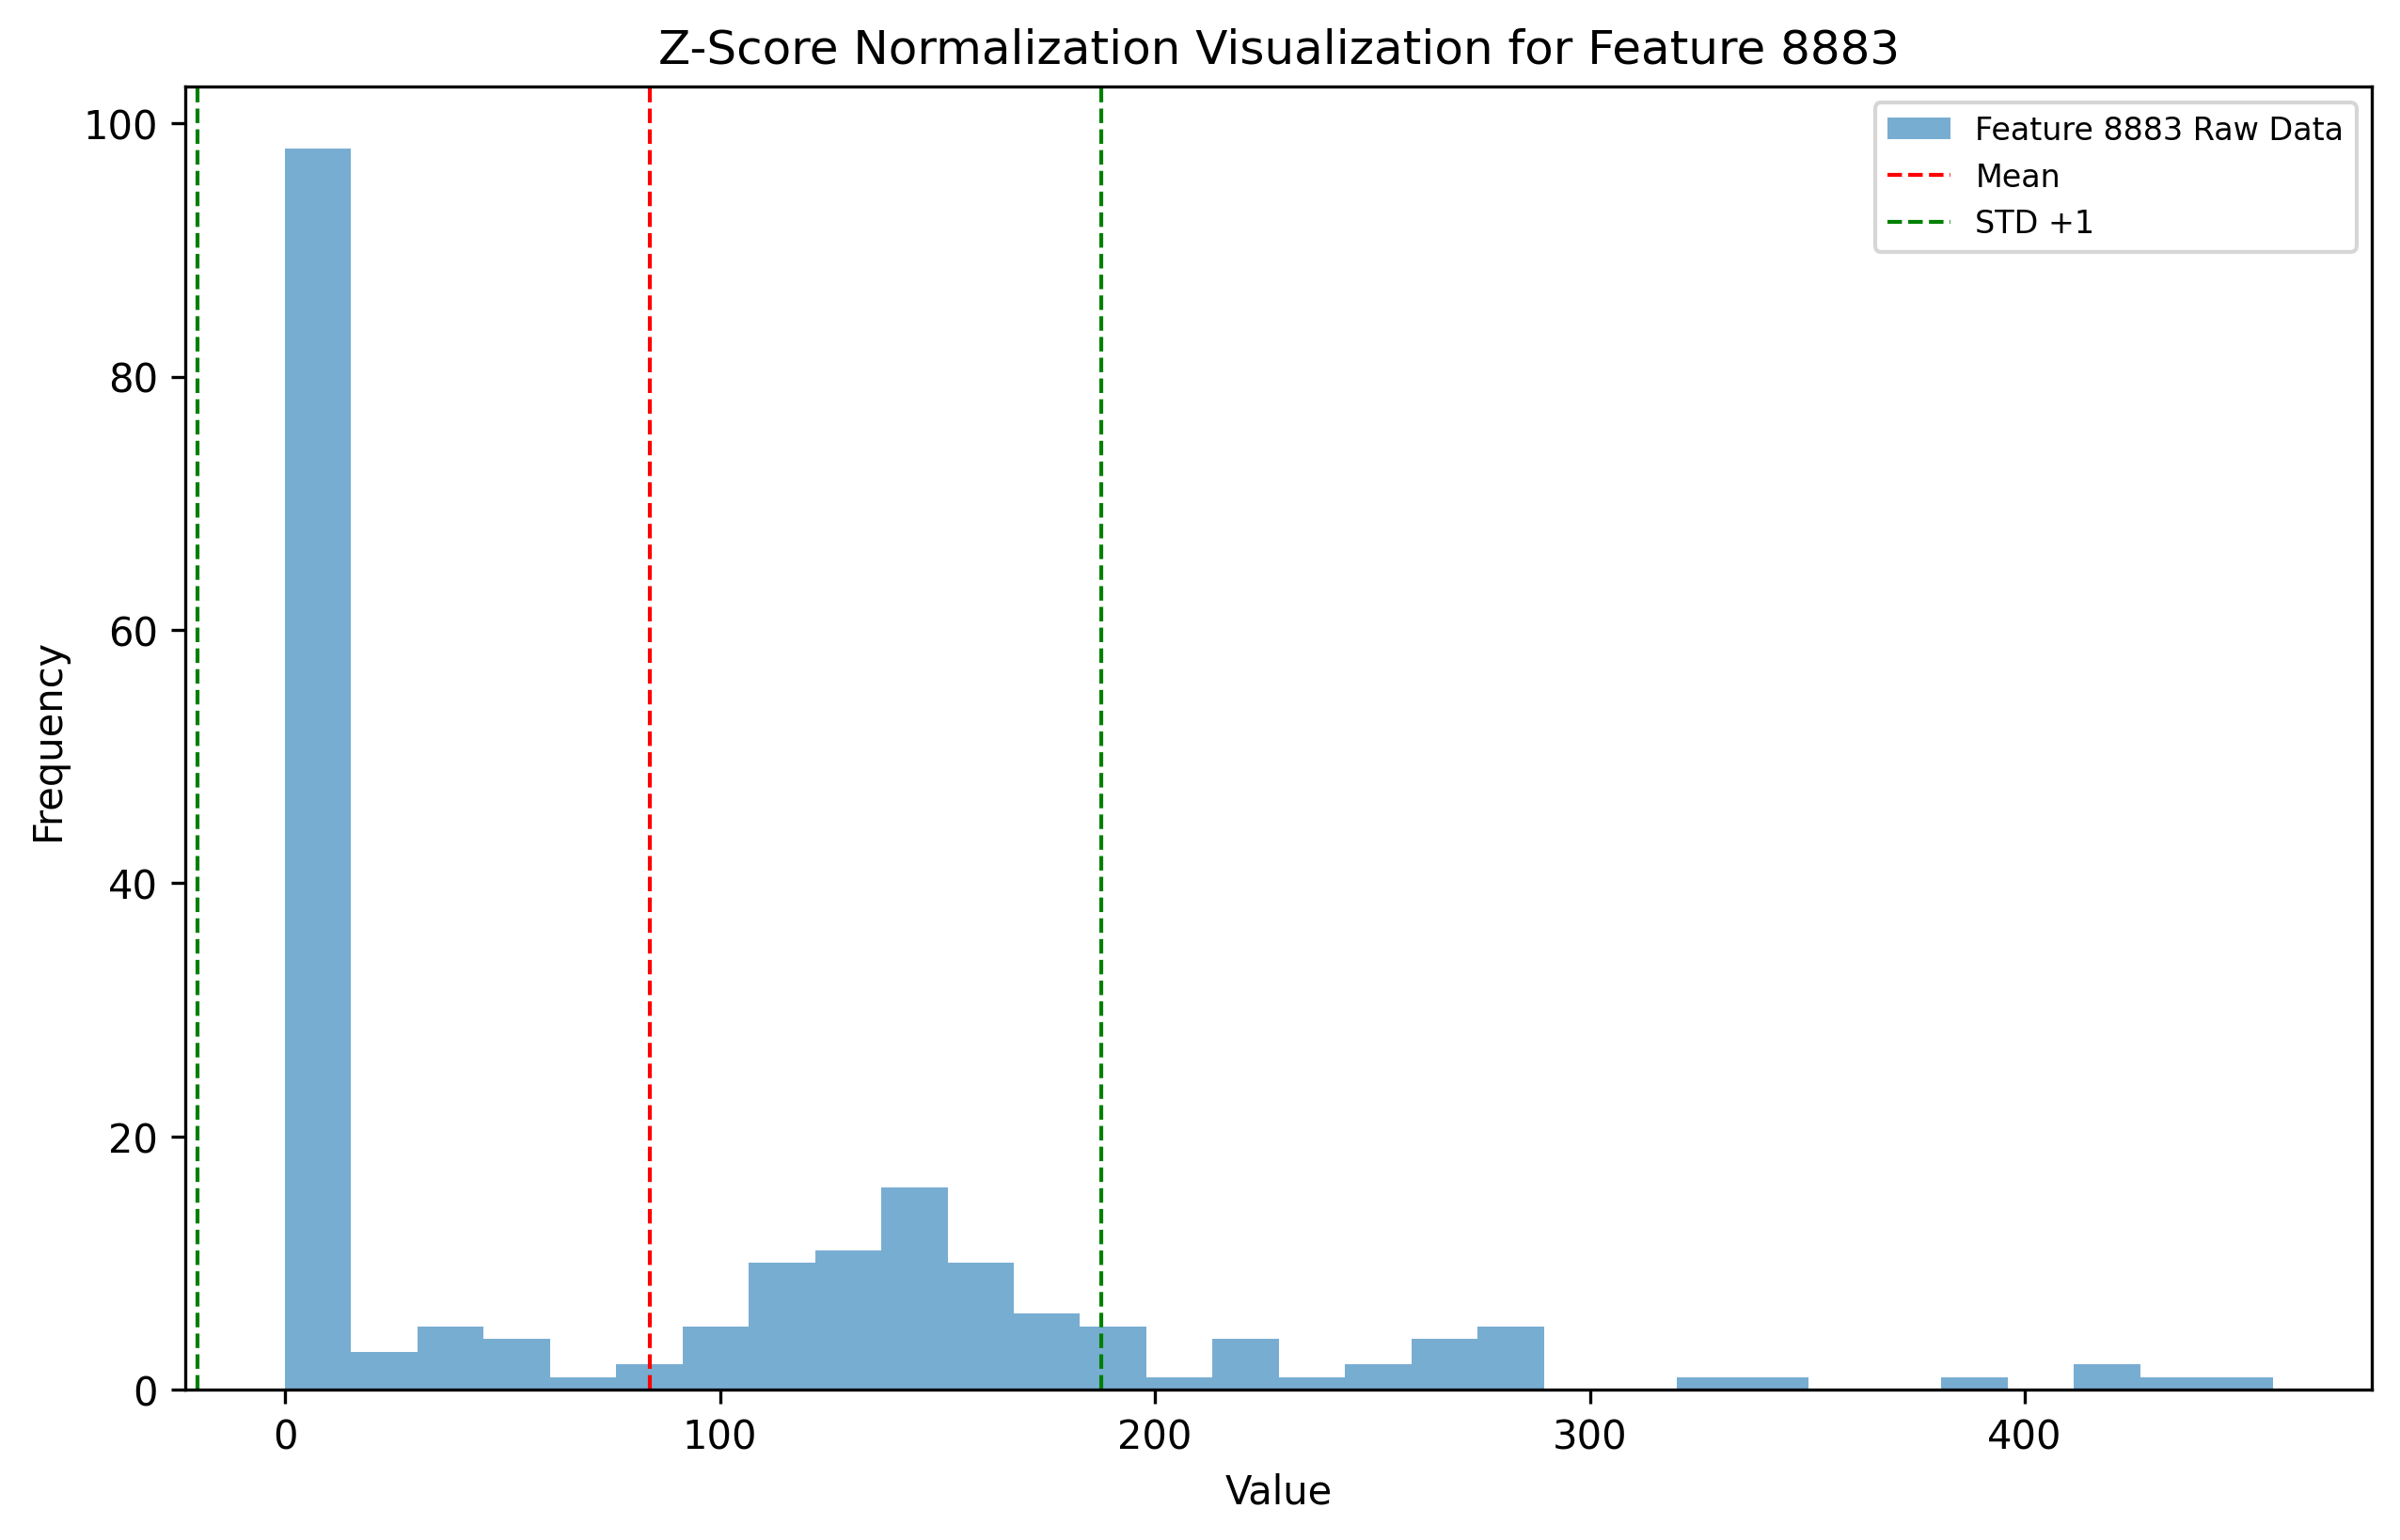 Z-Score Normalization Visualization for Feature 8883
Feature 8883 Raw Data
Mean
STD +1
100
80
60
40
20
0
Frequency
0 100 200 300 400
Value